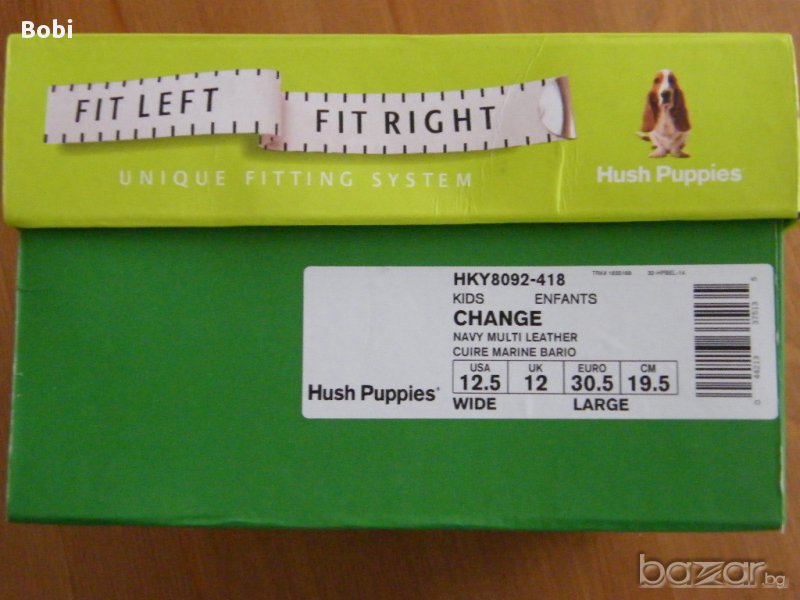 Bobi
FIT LEFT
FIT RIGHT
UNIQUE FITTING SYSTEM
Hush Puppies
HKY8092-418
KIDS ENFANTS
CHANGE
NAVY MULTI LEATHER
CUIRE MARINE BARIO
USA UK EURO CM
12.5 12 30.5 19.5
WIDE LARGE
Hush Puppies
bazar.bg